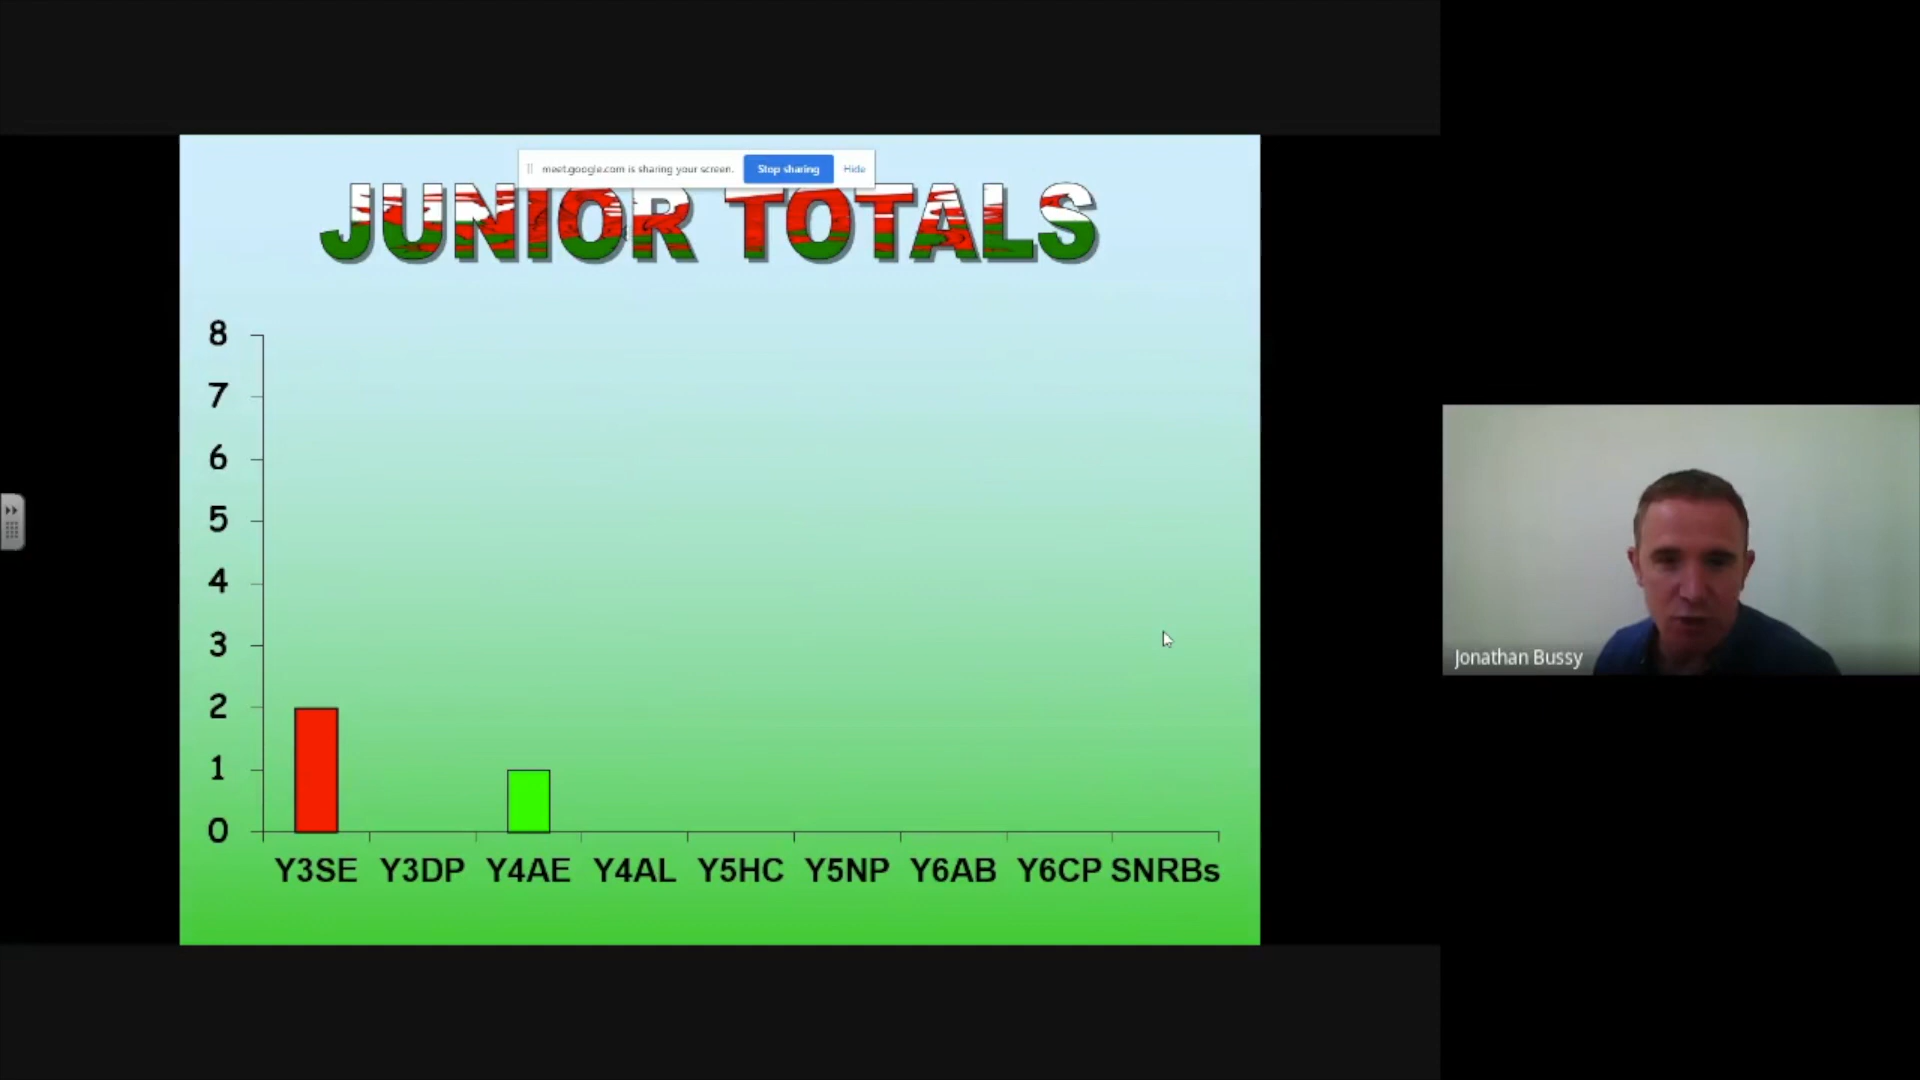 meet.google.com is sharing your screen. Stop sharing Hide
JUNIOR TOTALS
8
7
6
5
4
3
2
1
0
Y3SE Y3DP Y4AE Y4AL Y5HC Y5NP Y6AB Y6CP SNRBs
Jonathan Bussy